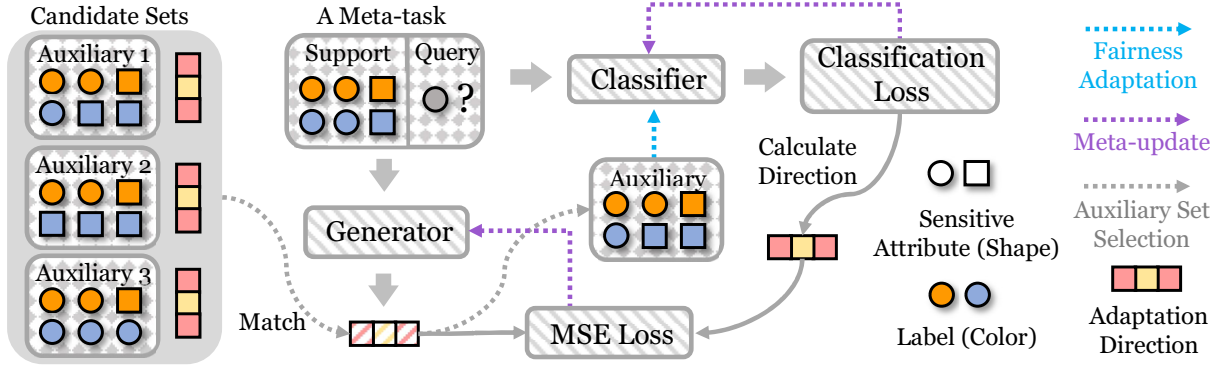 Candidate Sets
Auxiliary 1
Auxiliary 2
Auxiliary 3
A Meta-task
Support
Query
?
Generator
Match
Classifier
Auxiliary
MSE Loss
Classification
Loss
Calculate
Direction
Sensitive
Attribute (Shape)
Label (Color)
Fairness
Adaptation
Meta-update
Auxiliary Set
Selection
Adaptation
Direction